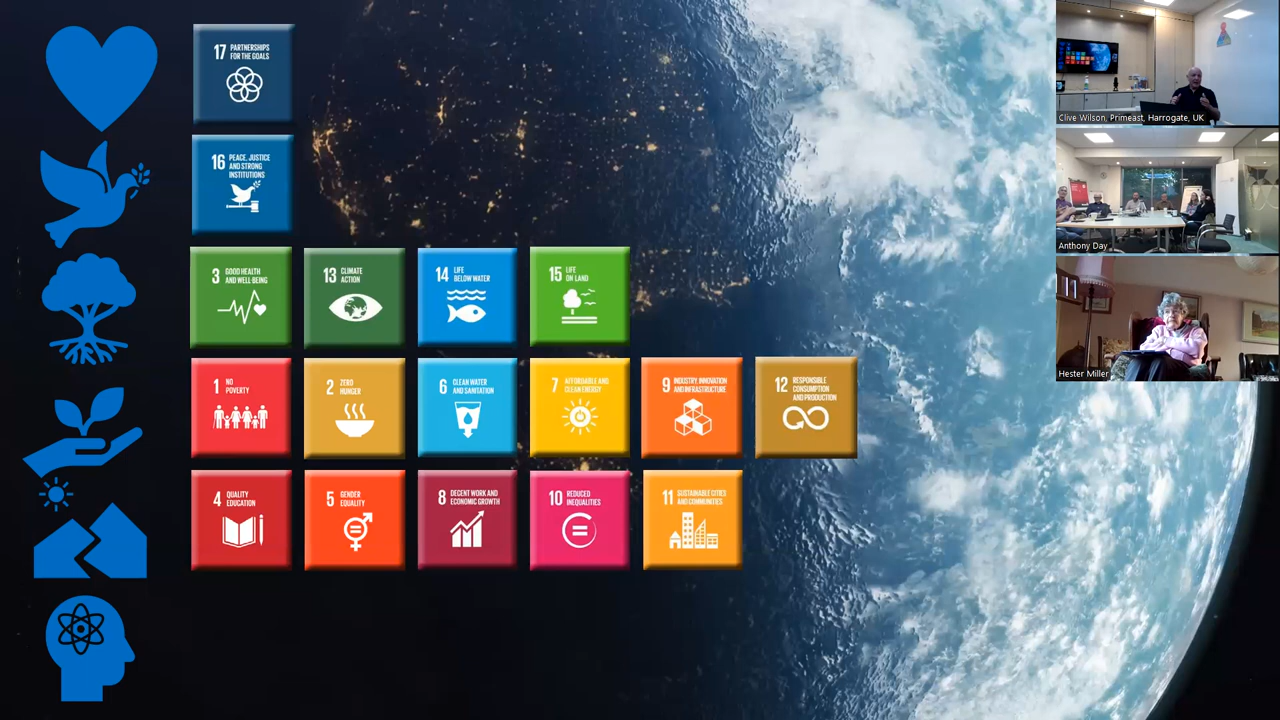 17 PARTNERSHIPS
FOR THE GOALS
16 PEACE, JUSTICE
AND STRONG
INSTITUTIONS
3 GOOD HEALTH
AND WELL-BEING
13 CLIMATE
ACTION
14 LIFE
BELOW WATER
15 LIFE
ON LAND
1 NO
POVERTY
2 ZERO
HUNGER
6 CLEAN WATER
AND SANITATION
7 AFFORDABLE AND
CLEAN ENERGY
9 INDUSTRY, INNOVATION
AND INFRASTRUCTURE
12 RESPONSIBLE
CONSUMPTION
AND PRODUCTION
4 QUALITY
EDUCATION
5 GENDER
EQUALITY
8 DECENT WORK AND
ECONOMIC GROWTH
10 REDUCED
INEQUALITIES
11 SUSTAINABLE CITIES
AND COMMUNITIES
Clive Wilson, Primeast, Harrogate, UK
Anthony Day
Hester Miller